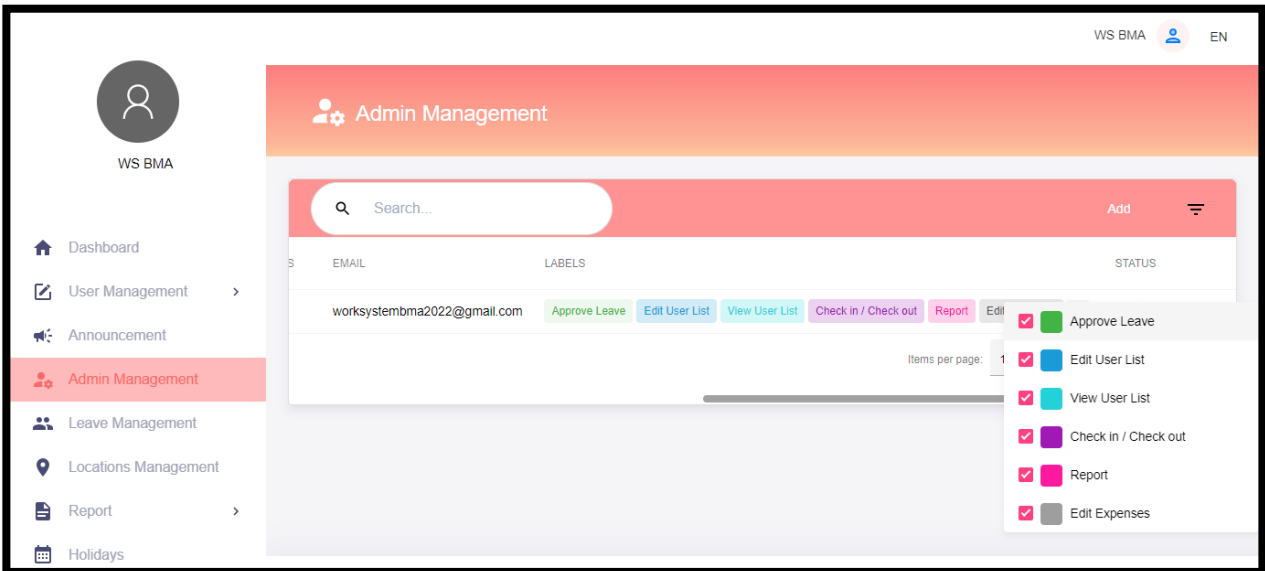 WS BMA EN
WS BMA
Dashboard
User Management
Announcement
Admin Management
Leave Management
Locations Management
Report
Holidays
Admin Management
Search...
Add
S EMAIL LABELS STATUS
worksystembma2022@gmail.com Approve Leave Edit User List View User List Check in / Check out Report Edit
Items per page: 1
Approve Leave
Edit User List
View User List
Check in / Check out
Report
Edit Expenses